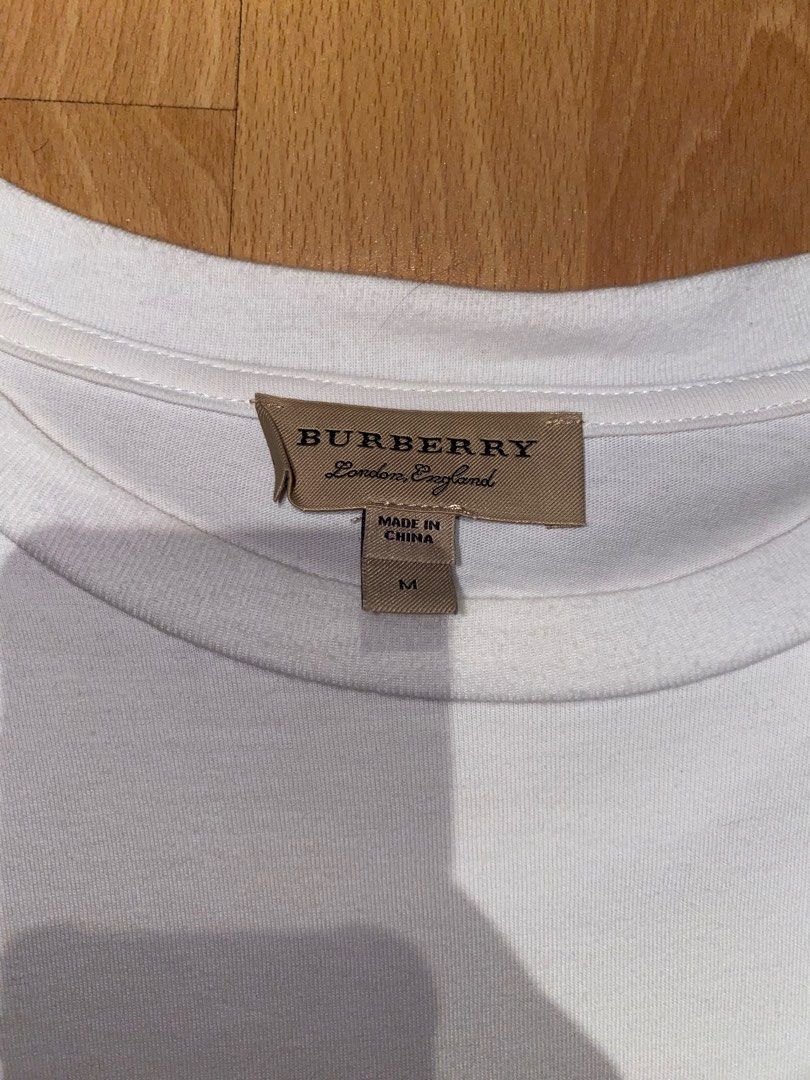 BURBERRY
London, England
MADE IN
CHINA
M